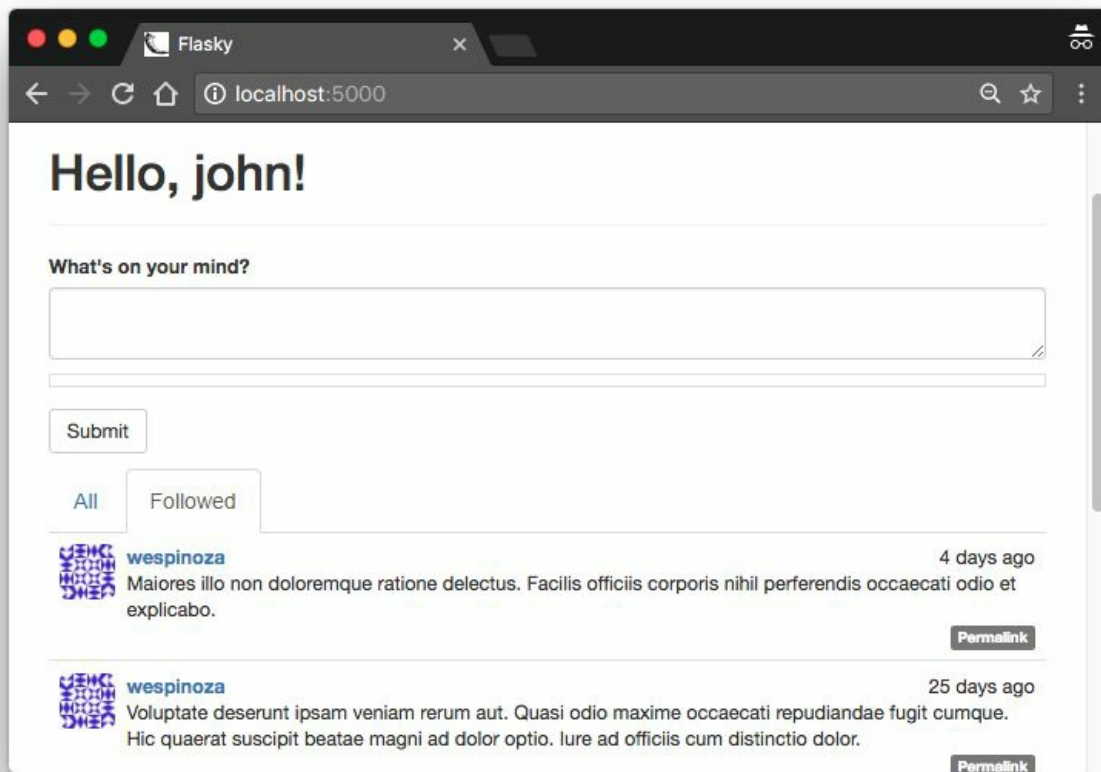 Flasky
localhost:5000
Hello, john!
What's on your mind?
Submit
All Followed
wespinoza 4 days ago
Maiores illo non doloremque ratione delectus. Facilis officiis corporis nihil perferendis occaecati odio et
explicabo.
Permalink
wespinoza 25 days ago
Voluptate deserunt ipsam veniam rerum aut. Quasi odio maxime occaecati repudiandae fugit cumque.
Hic quaerat suscipit beatae magni ad dolor optio. Iure ad officiis cum distinctio dolor.
Permalink